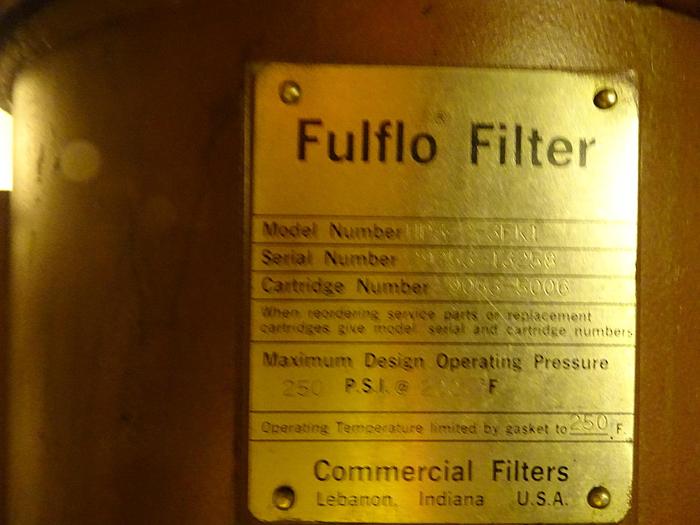 Fulflo® Filter
Model Number
Serial Number
Cartridge Number
When reordering service parts or replacement
cartridges give model serial and cartridge numbers
Maximum Design Operating Pressure
250 P.S.I. @ °F
Operating Temperature limited by gasket to 250 °F.
Commercial Filters
Lebanon, Indiana U.S.A.